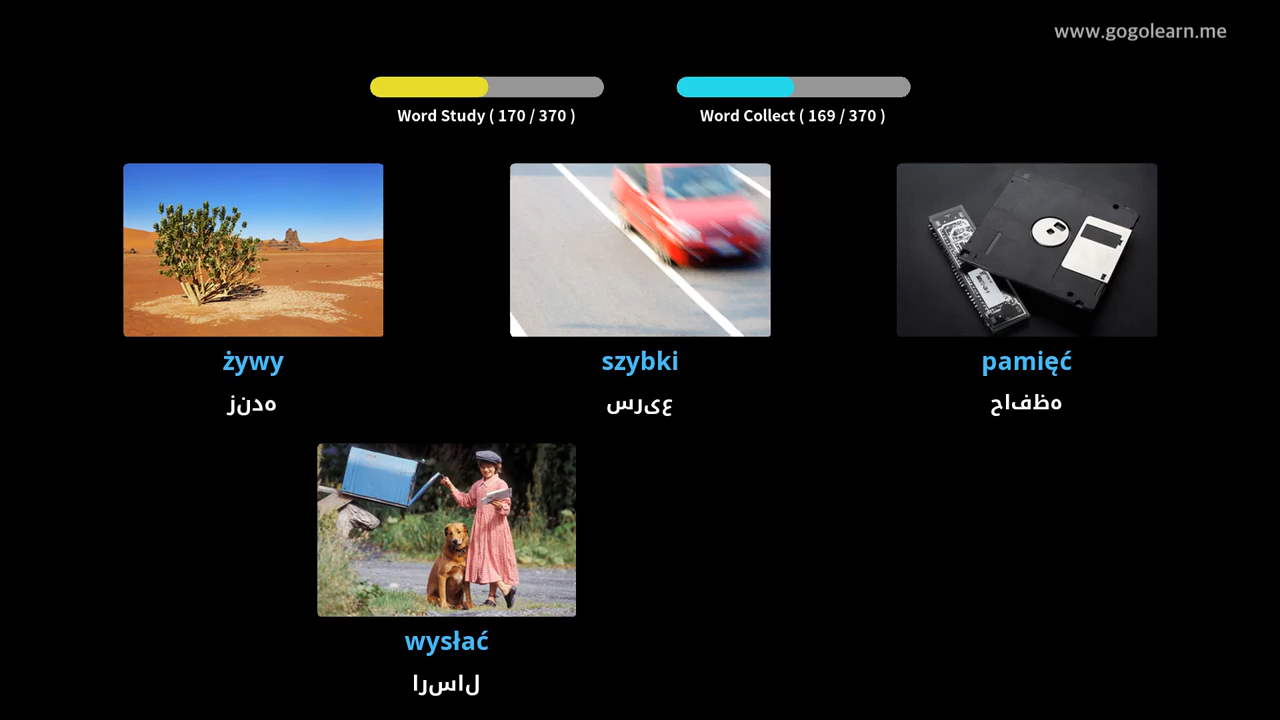 www.gogolearn.me
Word Study ( 170 / 370 )
Word Collect ( 169 / 370 )
żywy
زنده
szybki
سریع
pamięć
حافظه
wysłać
ارسال